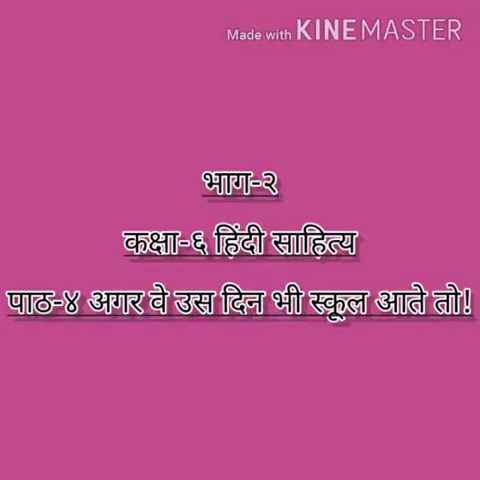 Made with KINEMASTER
भाग-२
कक्षा-६ हिंदी साहित्य
पाठ-४ अगर वे उस दिन भी स्कूल आते तो!